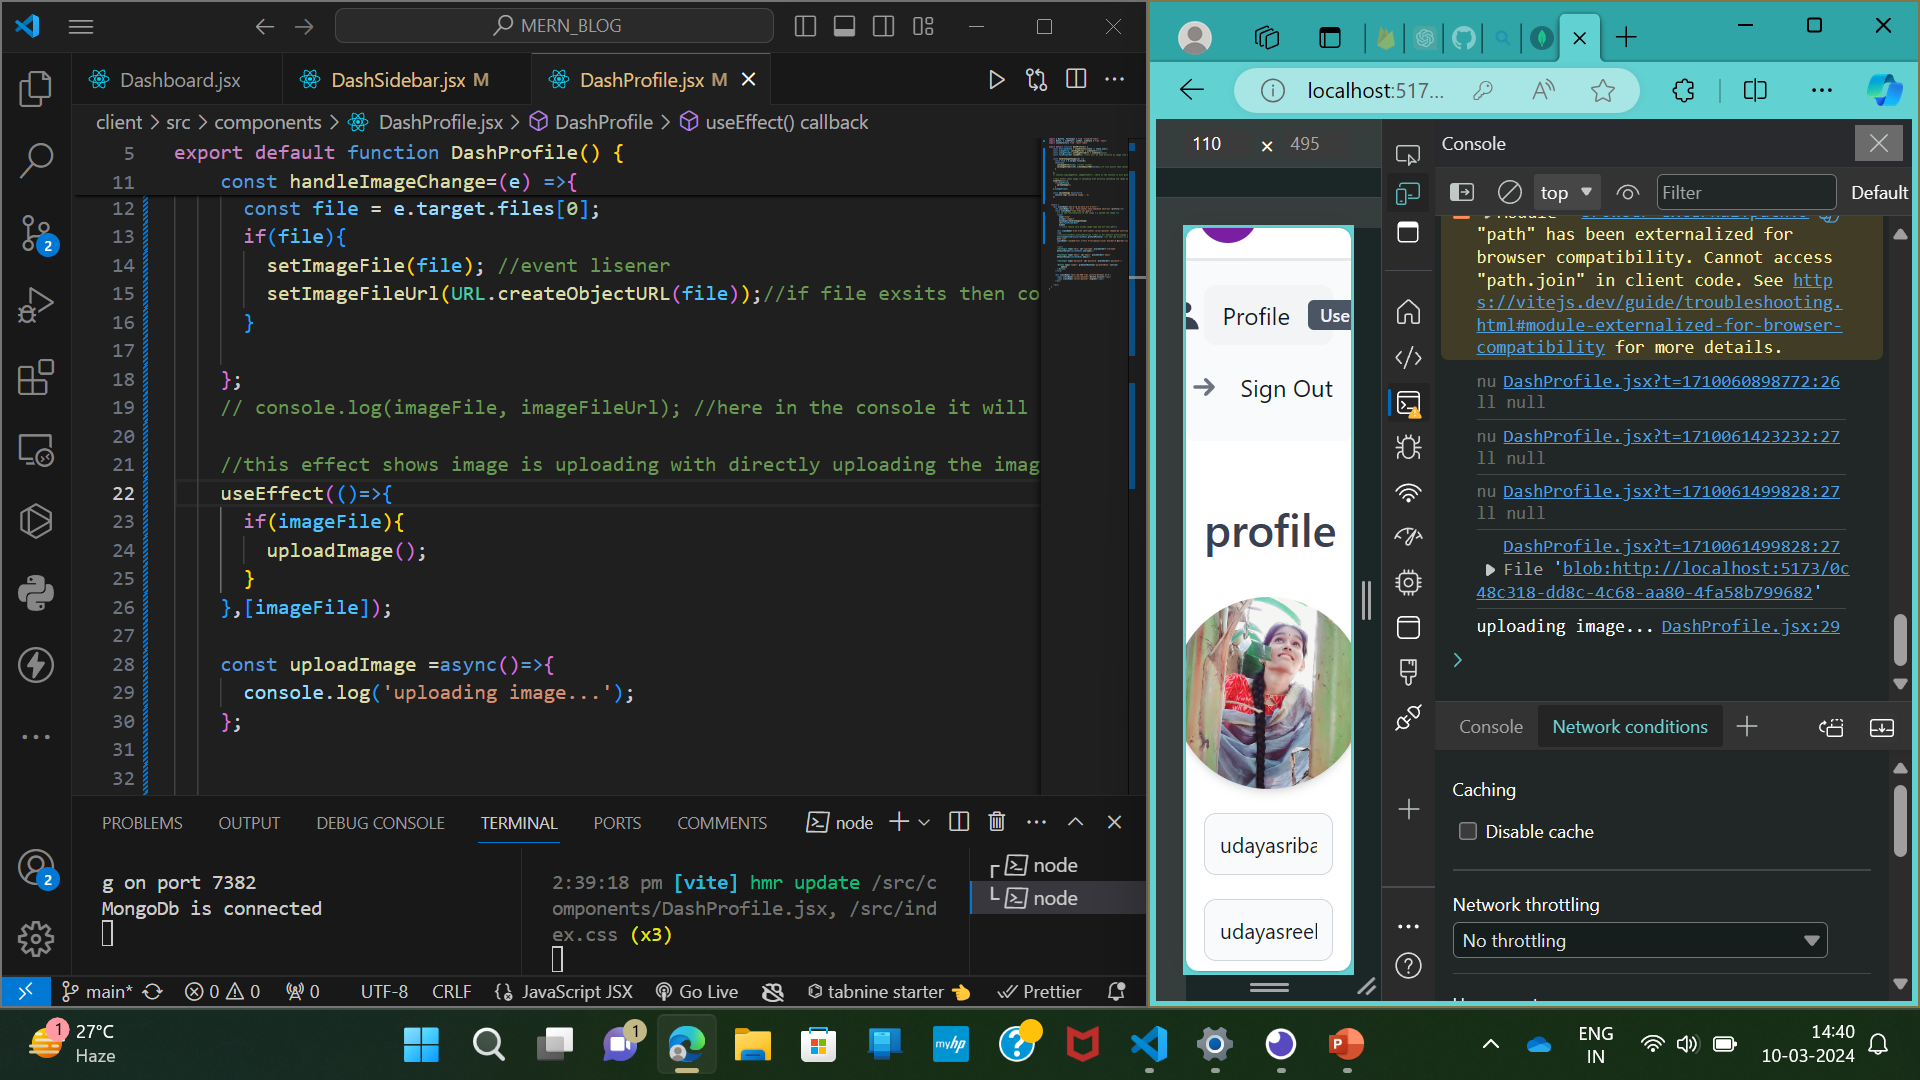 MERN_BLOG
Dashboard.jsx
DashSidebar.jsx M
DashProfile.jsx M
client > src > components > DashProfile.jsx > DashProfile > useEffect() callback
5 export default function DashProfile() {
11 const handleImageChange=(e) =>{
12 const file = e.target.files[0];
13 if(file){
14 setImageFile(file); //event lisener
15 setImageFileUrl(URL.createObjectURL(file));//if file exsits then co
16 }
17
18 };
19 // console.log(imageFile, imageFileUrl); //here in the console it will
20
21 //this effect shows image is uploading with directly uploading the imag
22 useEffect(()=>{
23 if(imageFile){
24 uploadImage();
25 }
26 },[imageFile]);
27
28 const uploadImage =async()=>{
29 console.log('uploading image...');
30 };
31
32
2
2
PROBLEMS
OUTPUT
DEBUG CONSOLE
TERMINAL
PORTS
COMMENTS
node
g on port 7382
MongoDb is connected
2:39:18 pm [vite] hmr update /src/c
omponents/DashProfile.jsx, /src/ind
ex.css (x3)
node
node
main*
0 0
0
UTF-8
CRLF
JavaScript JSX
Go Live
tabnine starter
Prettier
localhost:517...
110 × 495
Profile
Use
Sign Out
profile
udayasriba
udayasreel
Console
top
Filter
Default
"path" has been externalized for
browser compatibility. Cannot access
"path.join" in client code. See http
s://vitejs.dev/guide/troubleshooting.
html#module-externalized-for-browser-
compatibility for more details.
nu DashProfile.jsx?t=1710060898772:26
ll null
nu DashProfile.jsx?t=1710061423232:27
ll null
nu DashProfile.jsx?t=1710061499828:27
ll null
DashProfile.jsx?t=1710061499828:27
File 'blob:http://localhost:5173/0c
48c318-dd8c-4c68-aa80-4fa58b799682'
uploading image... DashProfile.jsx:29
Console
Network conditions
Caching
Disable cache
Network throttling
No throttling
1
27°C
Haze
1
myhp
ENG
IN
14:40
10-03-2024